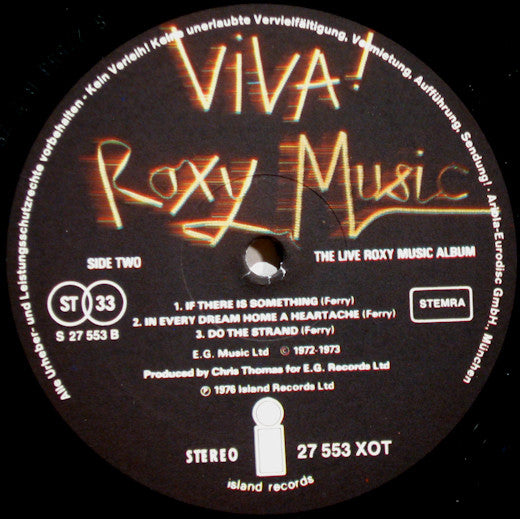 Alle Urheber- und Leistungsschutzrechte vorbehalten · Kein Verleih! Keine unerlaubte Vervielfältigung, Vermietung, Aufführung, Sendung! · Ariola-Eurodisc GmbH., München
ViVA!
Roxy Music
SIDE TWO
THE LIVE ROXY MUSIC ALBUM
ST 33
STEMRA
S 27 553 B
1. IF THERE IS SOMETHING (Ferry)
2. IN EVERY DREAM HOME A HEARTACHE (Ferry)
3. DO THE STRAND (Ferry)
E.G. Music Ltd © 1972-1973
Produced by Chris Thomas for E.G. Records Ltd
℗ 1976 Island Records Ltd
STEREO
27 553 XOT
island records